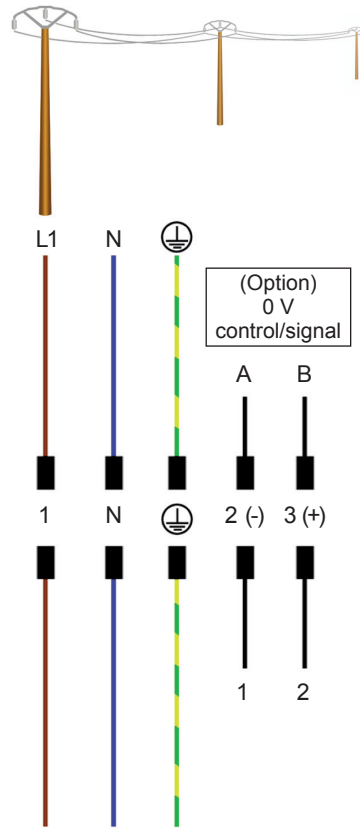 L1 N
(Option)
0 V
control/signal
A B
1 N 2 (-) 3 (+)
1 2